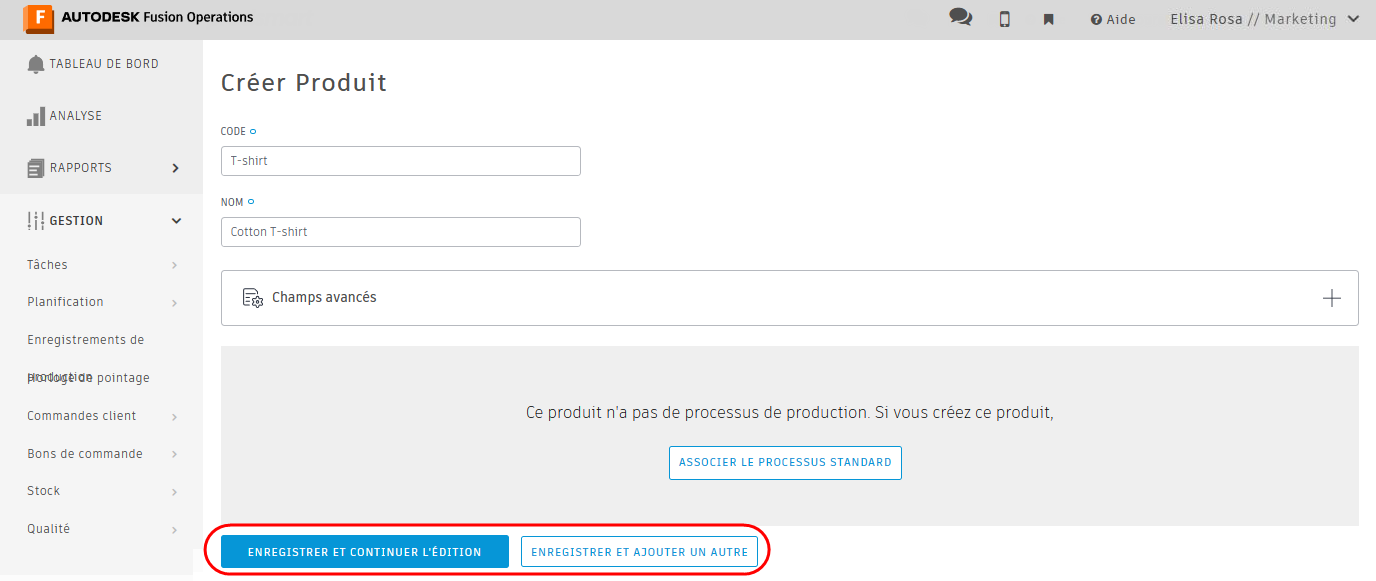 F AUTODESK Fusion Operations
Aide
Elisa Rosa // Marketing
TABLEAU DE BORD
ANALYSE
RAPPORTS
GESTION
Tâches
Planification
Enregistrements de
production
Horloge de pointage
Commandes client
Bons de commande
Stock
Qualité
Créer Produit
CODE
T-shirt
NOM
Cotton T-shirt
Champs avancés
Ce produit n'a pas de processus de production. Si vous créez ce produit,
ASSOCIER LE PROCESSUS STANDARD
ENREGISTRER ET CONTINUER L'ÉDITION
ENREGISTRER ET AJOUTER UN AUTRE